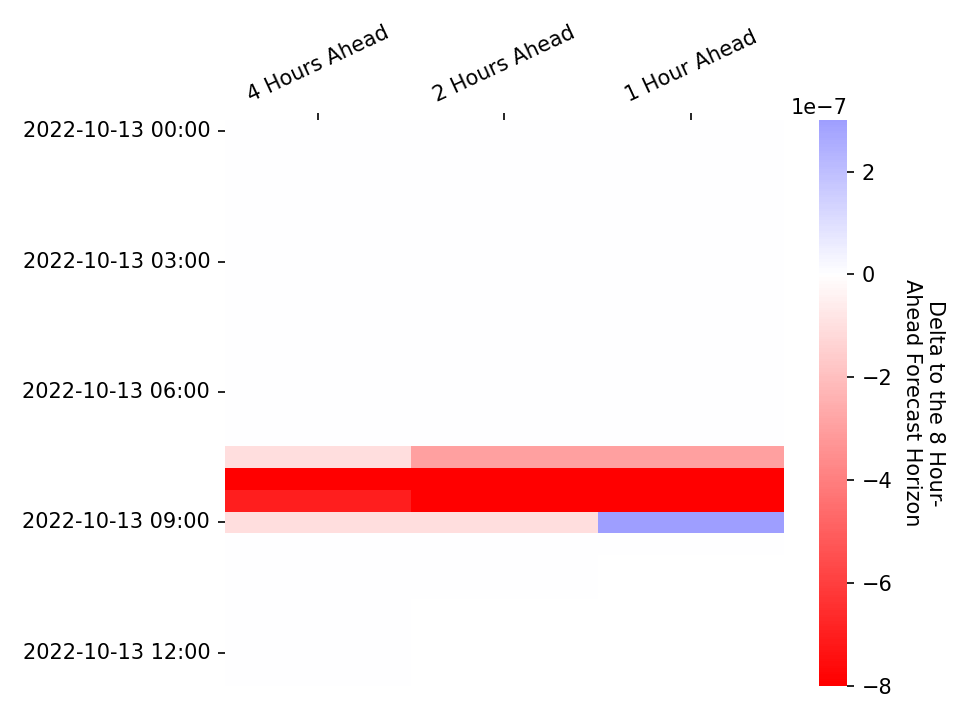 4 Hours Ahead
2 Hours Ahead
1 Hour Ahead
1e−7
2022-10-13 00:00
2022-10-13 03:00
2022-10-13 06:00
2022-10-13 09:00
2022-10-13 12:00
2
0
−2
−4
−6
−8
Delta to the 8 Hour-
Ahead Forecast Horizon